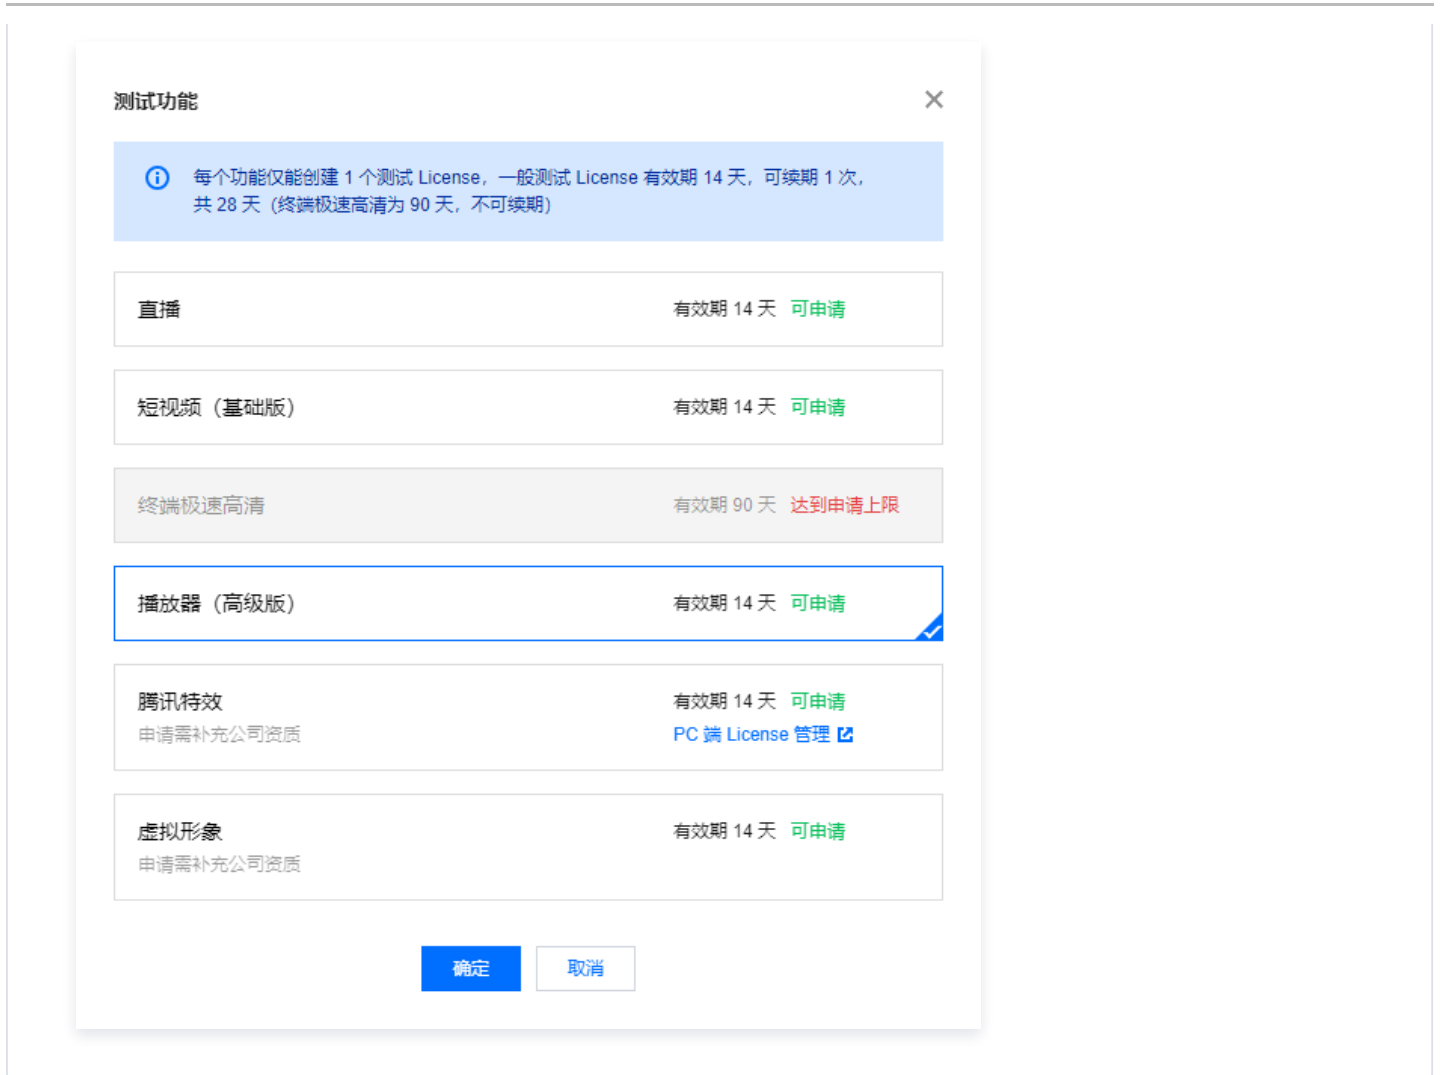 测试功能
每个功能仅能创建 1 个测试 License，一般测试 License 有效期 14 天，可续期 1 次，
共 28 天（终端极速高清为 90 天，不可续期）
直播 有效期 14 天 可申请
短视频（基础版） 有效期 14 天 可申请
终端极速高清 有效期 90 天 达到申请上限
播放器（高级版） 有效期 14 天 可申请
腾讯特效 有效期 14 天 可申请
申请需补充公司资质 PC 端 License 管理
虚拟形象 有效期 14 天 可申请
申请需补充公司资质
确定 取消